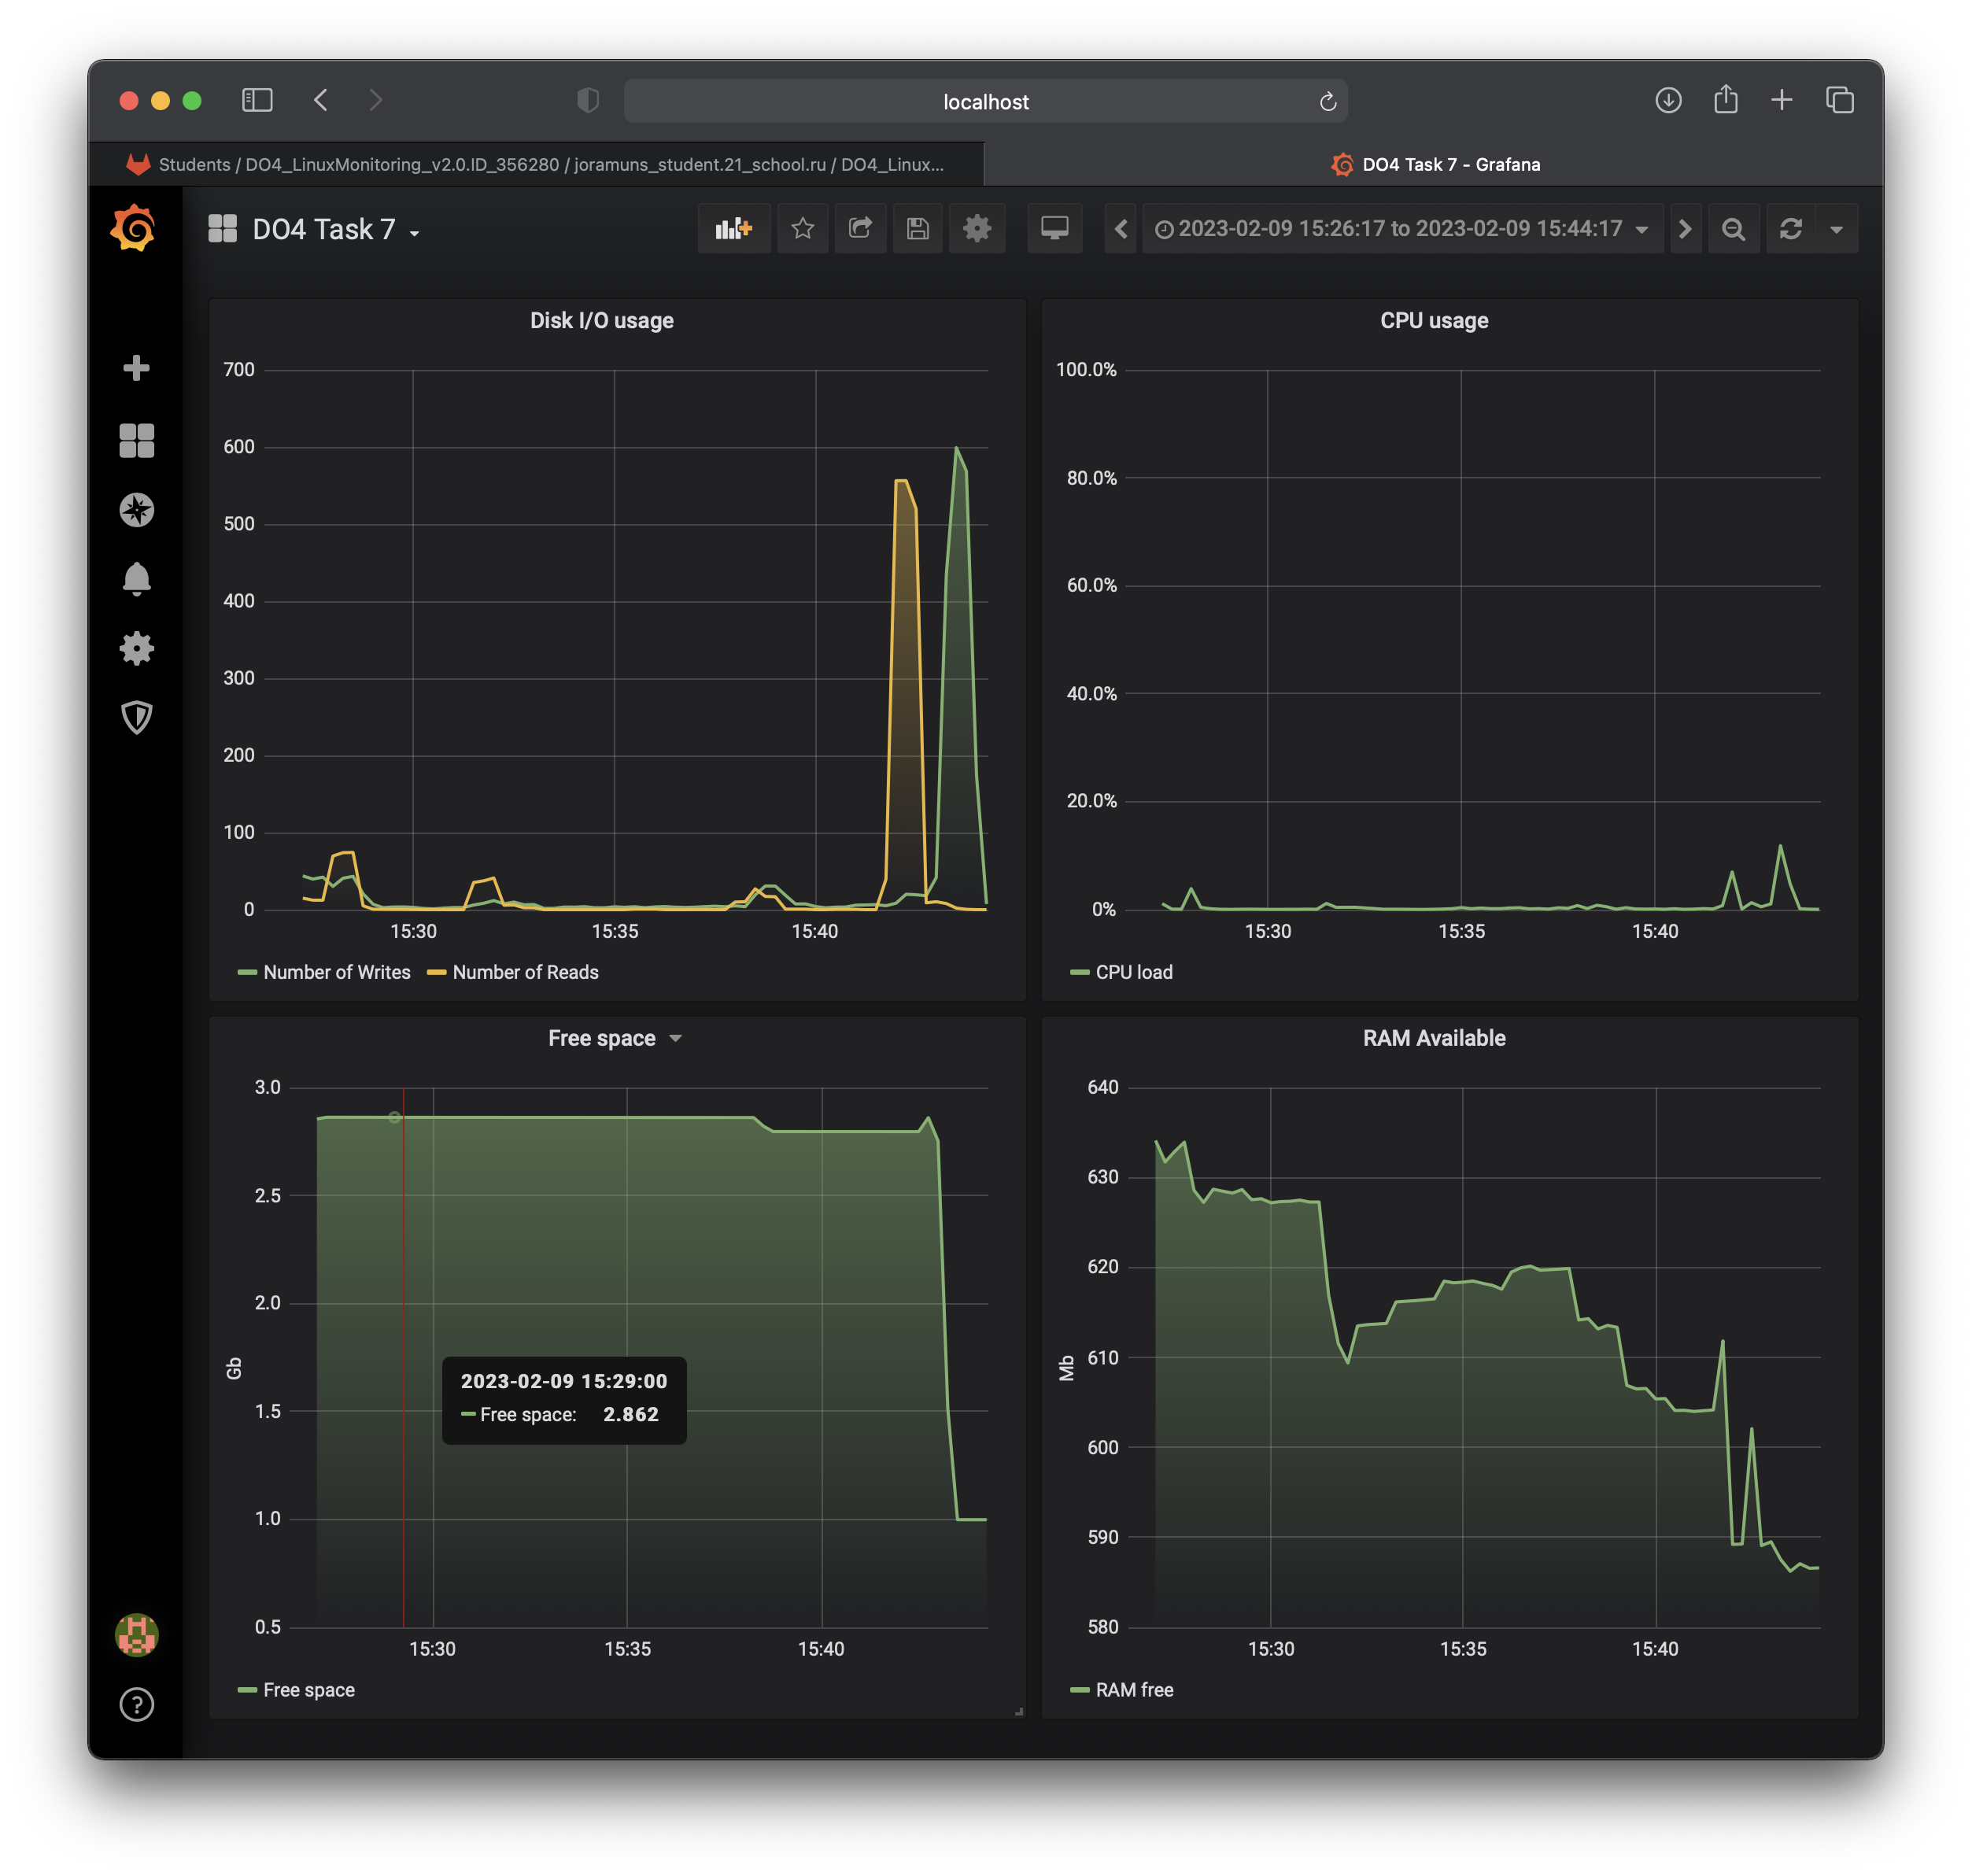 localhost
Students / DO4_LinuxMonitoring_v2.0.ID_356280 / joramuns_student.21_school.ru / DO4_Linux...
DO4 Task 7 - Grafana
DO4 Task 7
2023-02-09 15:26:17 to 2023-02-09 15:44:17
Disk I/O usage
700
600
500
400
300
200
100
0
15:30 15:35 15:40
Number of Writes Number of Reads
CPU usage
100.0%
80.0%
60.0%
40.0%
20.0%
0%
15:30 15:35 15:40
CPU load
Free space
3.0
2.5
2.0
1.5
1.0
0.5
Gb
2023-02-09 15:29:00
Free space: 2.862
15:30 15:35 15:40
Free space
RAM Available
640
630
620
610
600
590
580
Mb
15:30 15:35 15:40
RAM free